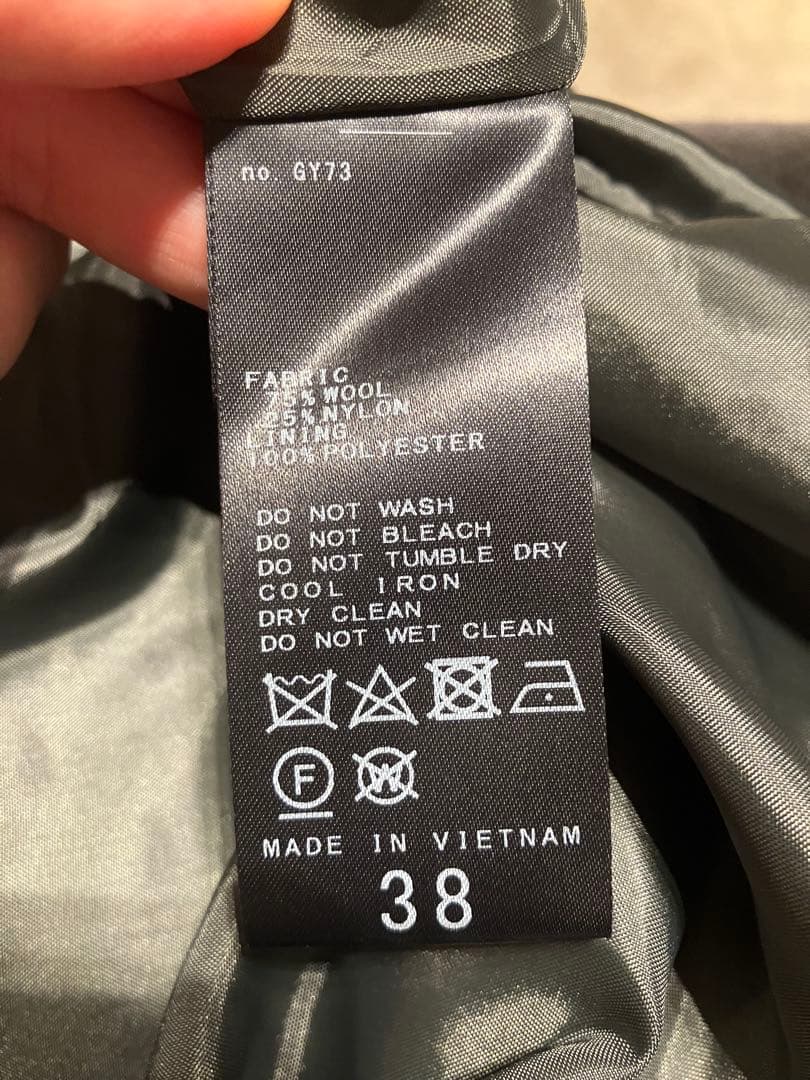 no. GY73
FABRIC
75% WOOL
25% NYLON
LINING
100% POLYESTER
DO NOT WASH
DO NOT BLEACH
DO NOT TUMBLE DRY
COOL IRON
DRY CLEAN
DO NOT WET CLEAN
F W
MADE IN VIETNAM
38